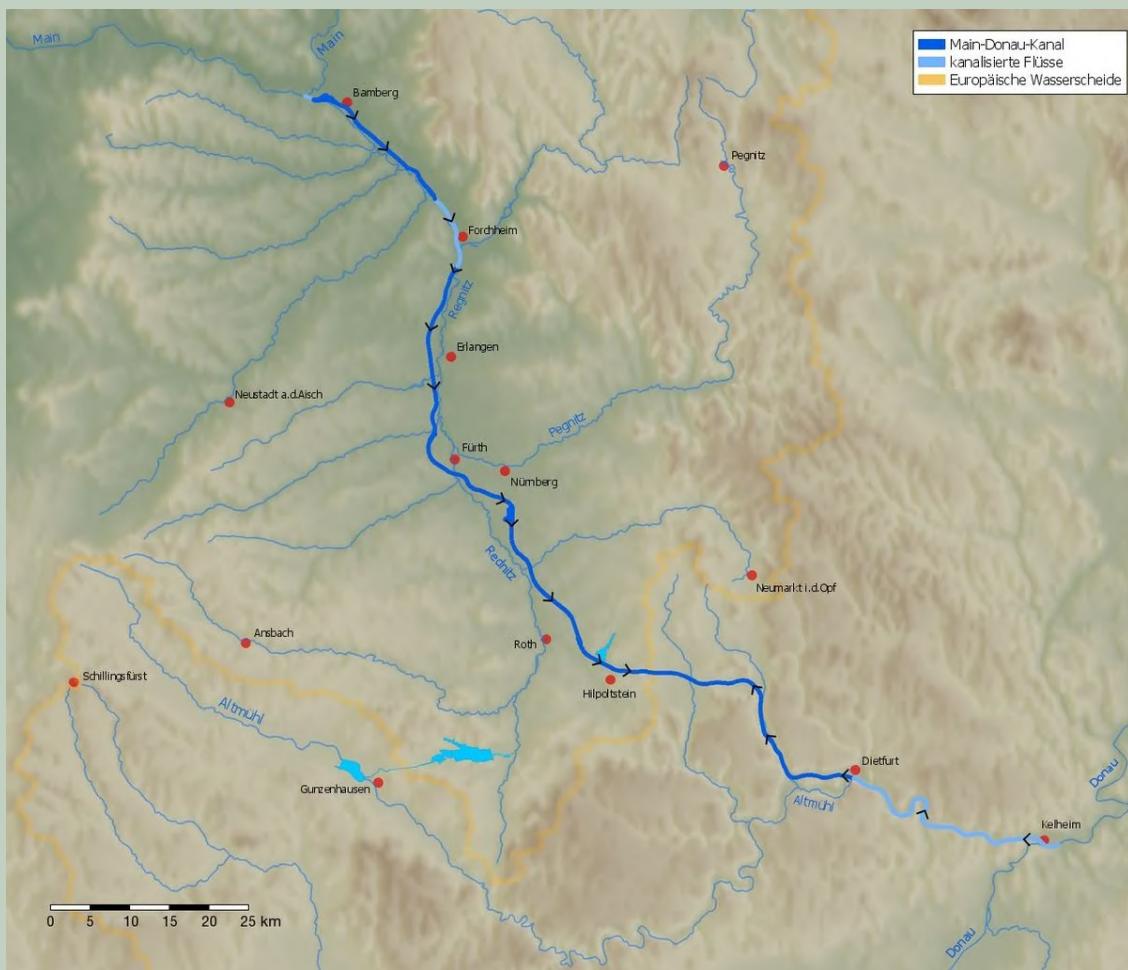 Main
Main
Main-Donau-Kanal
kanalisierte Flüsse
Europäische Wasserscheide
Bamberg
Pegnitz
Forchheim
Regnitz
Erlangen
Neustadt a.d.Aisch
Pegnitz
Fürth
Nürnberg
Rednitz
Neumarkt i.d.Opf
Ansbach
Roth
Schillingsfürst
Hilpoltstein
Altmühl
Dietfurt
Donau
Gunzenhausen
Altmühl
Kelheim
0 5 10 15 20 25 km
Donau